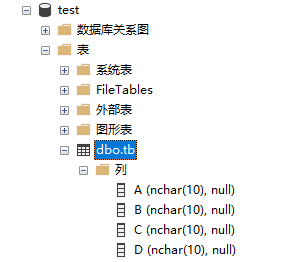 test
数据库关系图
表
系统表
FileTables
外部表
图形表
dbo.tb
列
A (nchar(10), null)
B (nchar(10), null)
C (nchar(10), null)
D (nchar(10), null)